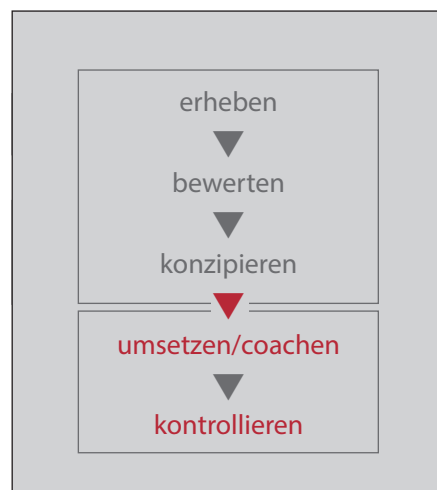 erheben
bewerten
konzipieren
umsetzen/coachen
kontrollieren